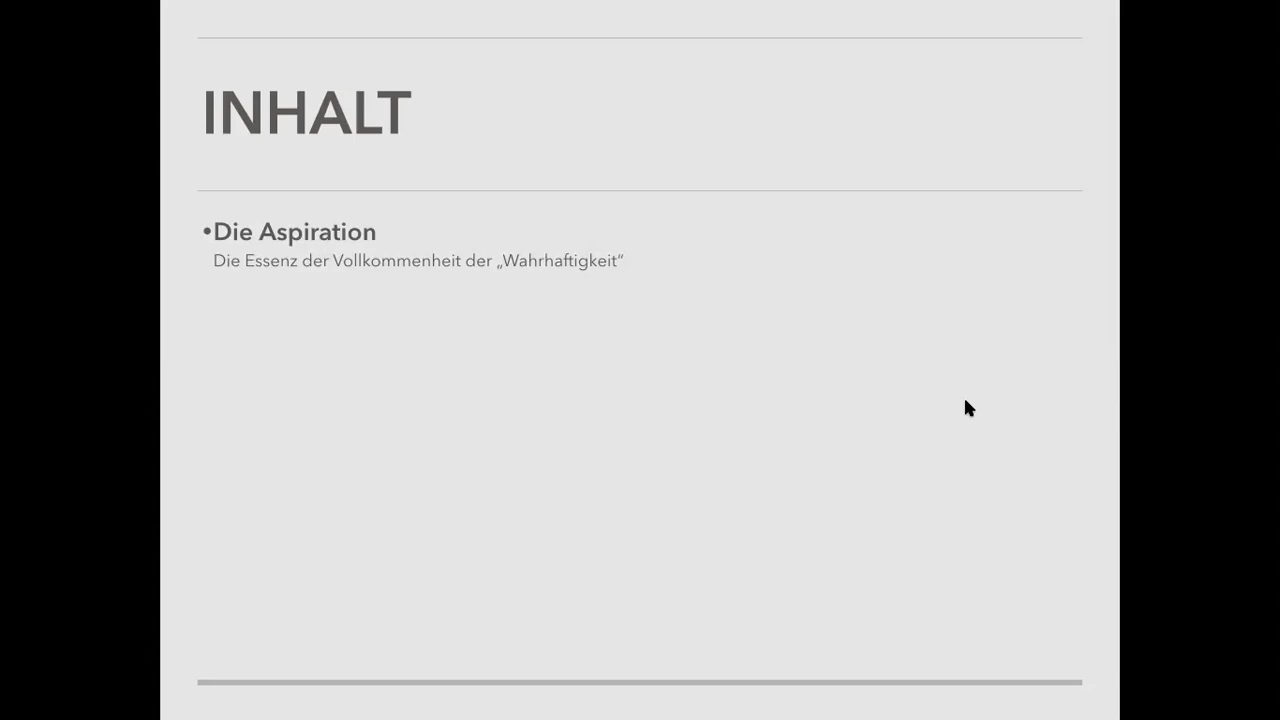 INHALT
•Die Aspiration
Die Essenz der Vollkommenheit der „Wahrhaftigkeit“